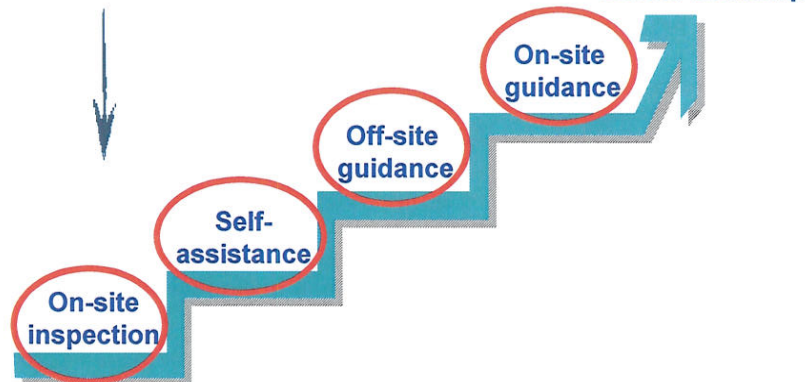 On-site
guidance
Off-site
guidance
Self-
assistance
On-site
inspection